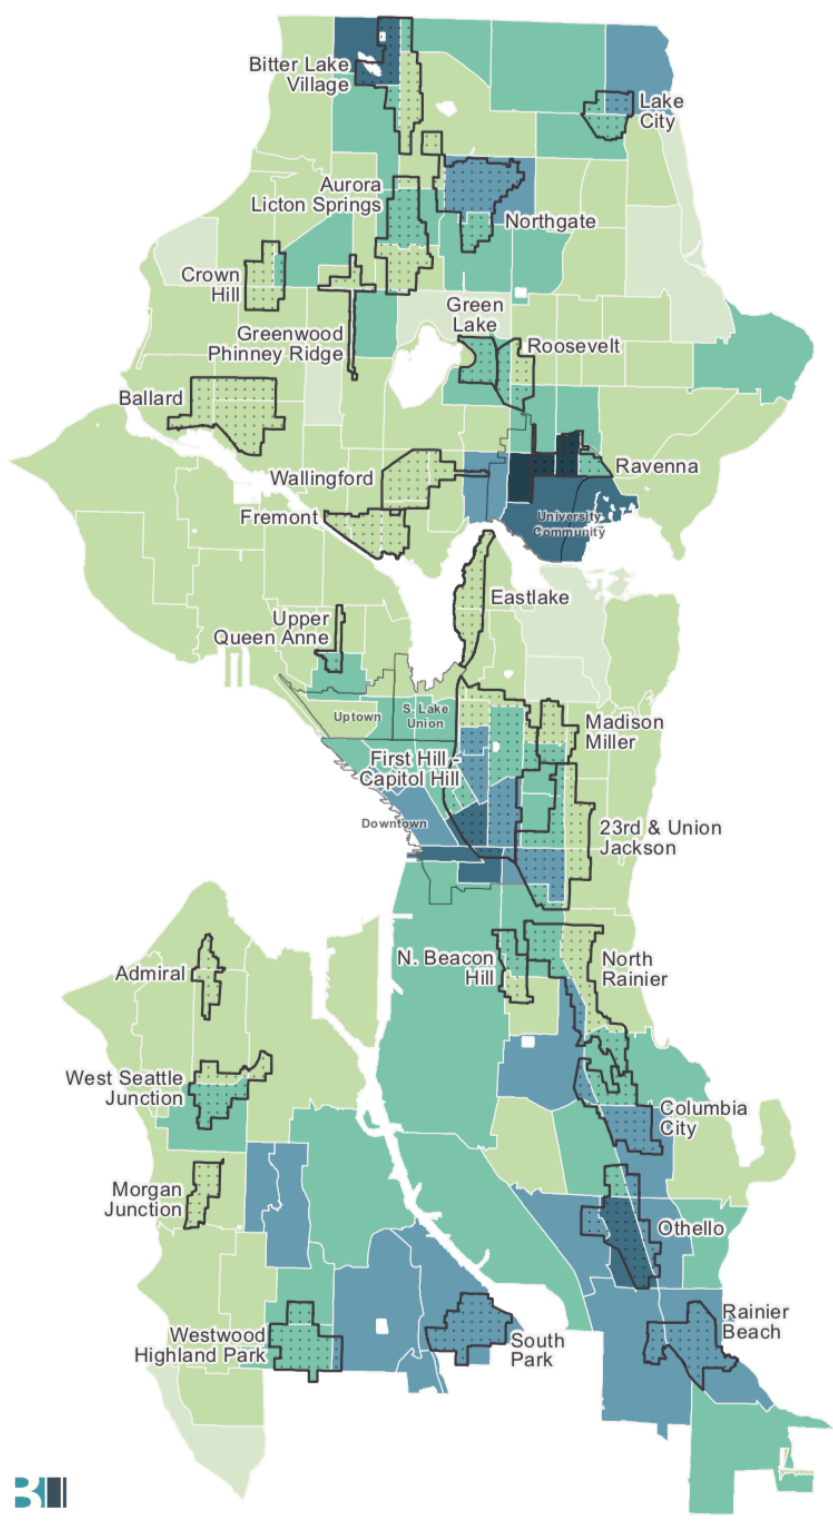 Bitter Lake
Village
Lake
City
Aurora
Licton Springs
Northgate
Crown
Hill
Green
Lake
Greenwood
Phinney Ridge
Roosevelt
Ballard
Ravenna
Wallingford
Fremont
University
Community
Eastlake
Upper
Queen Anne
Uptown
S. Lake
Union
Madison
Miller
First Hill -
Capitol Hill
Downtown
23rd & Union
Jackson
N. Beacon
Hill
North
Rainier
Admiral
West Seattle
Junction
Columbia
City
Morgan
Junction
Othello
Rainier
Beach
Westwood
Highland Park
South
Park